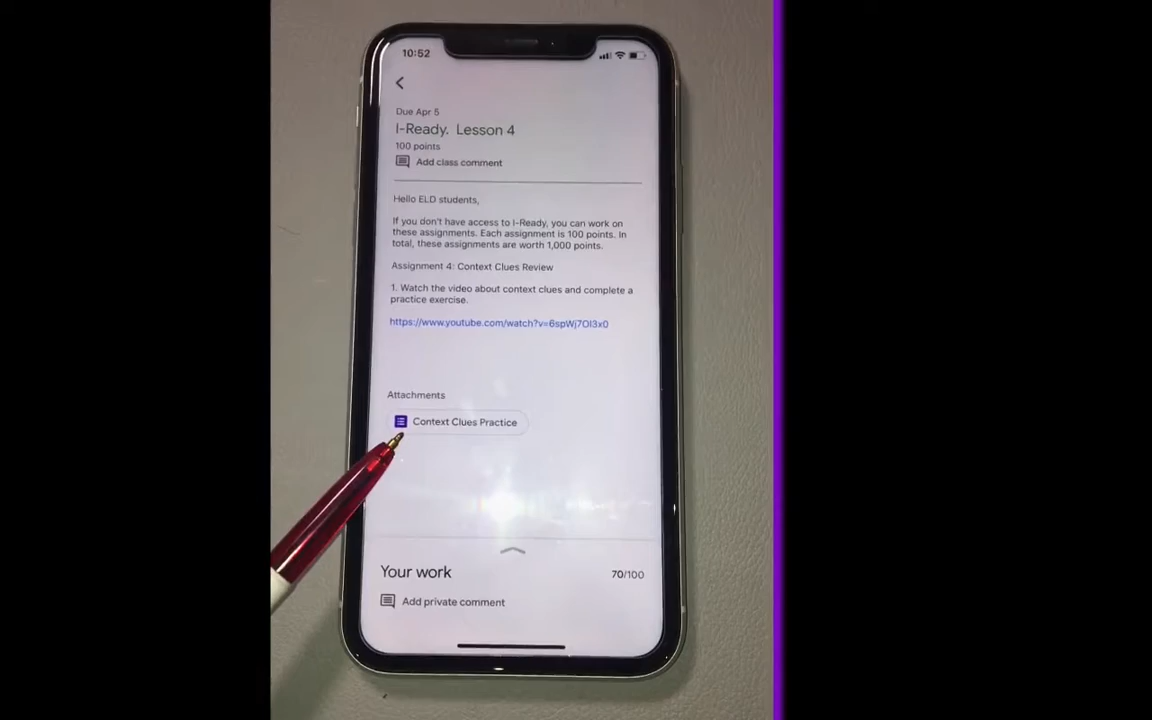 10:52
Due Apr 5
I-Ready. Lesson 4
100 points
Add class comment
Hello ELD students,
If you don't have access to I-Ready, you can work on
these assignments. Each assignment is 100 points. In
total, these assignments are worth 1,000 points.
Assignment 4: Context Clues Review
1. Watch the video about context clues and complete a
practice exercise.
https://www.youtube.com/watch?v=6spWj7OI3x0
Attachments
Context Clues Practice
Your work
70/100
Add private comment